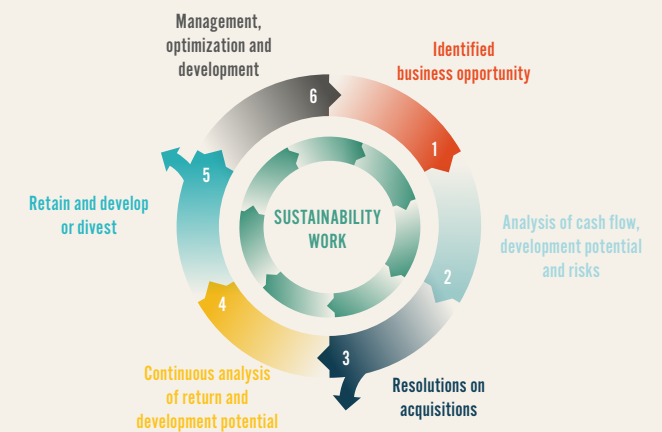 Management,
optimization and
development
Identified
business opportunity
6
1
5
Retain and develop
or divest
SUSTAINABILITY
WORK
Analysis of cash flow,
development potential
and risks
2
4
3
Continuous analysis
of return and
development potential
Resolutions on
acquisitions